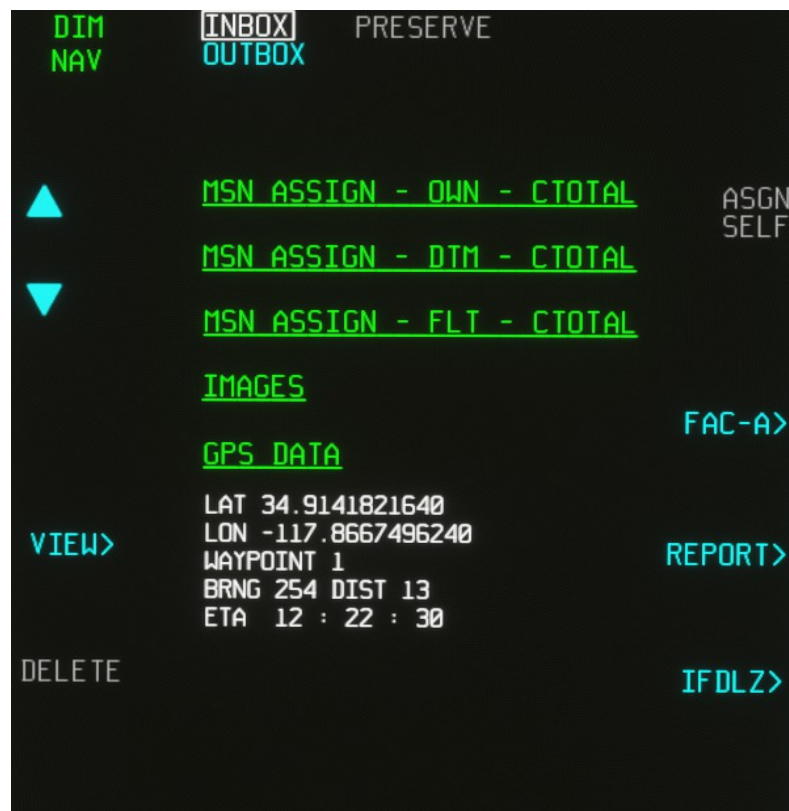 DIM
NAV
INBOX
OUTBOX
PRESERVE
MSN ASSIGN - OWN - CTOTAL
ASGN
SELF
MSN ASSIGN - DTM - CTOTAL
MSN ASSIGN - FLT - CTOTAL
IMAGES
FAC-A>
GPS DATA
LAT 34.9141821640
LON -117.8667496240
WAYPOINT 1
BRNG 254 DIST 13
ETA 12 : 22 : 30
VIEW>
REPORT>
DELETE
IFDLZ>